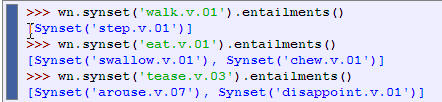 >>> wn.synset('walk.v.01').entailments()
[Synset('step.v.01')]
>>> wn.synset('eat.v.01').entailments()
[Synset('swallow.v.01'), Synset('chew.v.01')]
>>> wn.synset('tease.v.03').entailments()
[Synset('arouse.v.07'), Synset('disappoint.v.01')]